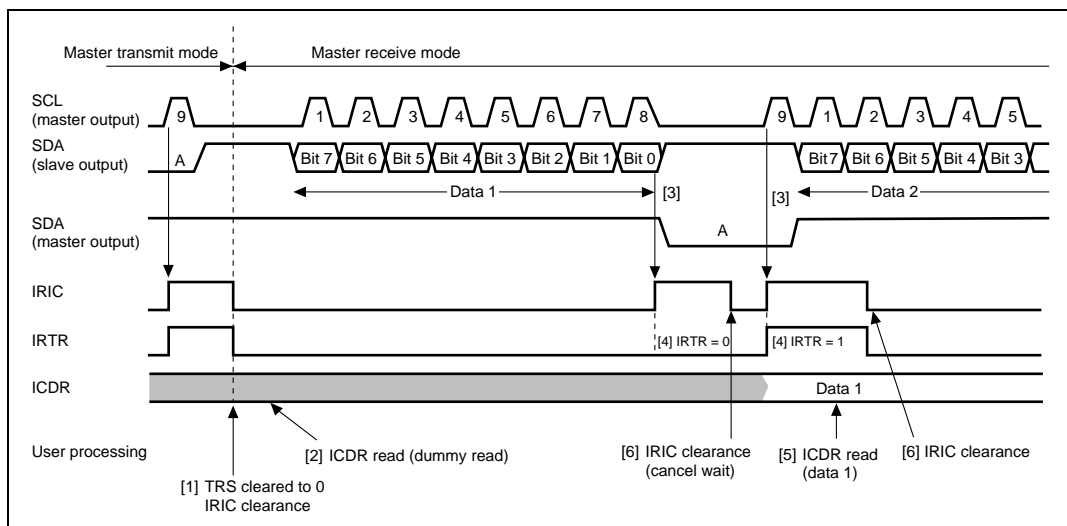 Master transmit mode Master receive mode
SCL
(master output)
9 1 2 3 4 5 6 7 8 9 1 2 3 4 5
SDA
(slave output)
A Bit 7 Bit 6 Bit 5 Bit 4 Bit 3 Bit 2 Bit 1 Bit 0 Bit7 Bit 6 Bit 5 Bit 4 Bit 3
Data 1 [3] [3] Data 2
SDA
(master output)
A
IRIC
IRTR
[4] IRTR = 0 [4] IRTR = 1
ICDR
Data 1
User processing
[2] ICDR read (dummy read)
[6] IRIC clearance
(cancel wait)
[5] ICDR read
(data 1)
[6] IRIC clearance
[1] TRS cleared to 0
IRIC clearance